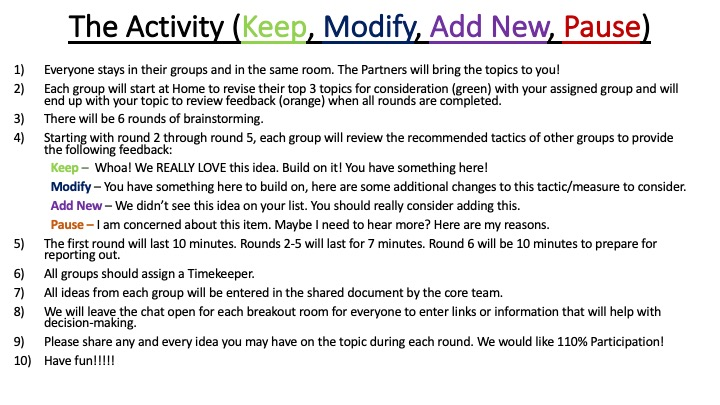 The Activity (Keep, Modify, Add New, Pause)
1) Everyone stays in their groups and in the same room. The Partners will bring the topics to you!
2) Each group will start at Home to revise their top 3 topics for consideration (green) with your assigned group and will
end up with your topic to review feedback (orange) when all rounds are completed.
3) There will be 6 rounds of brainstorming.
4) Starting with round 2 through round 5, each group will review the recommended tactics of other groups to provide
the following feedback:
Keep – Whoa! We REALLY LOVE this idea. Build on it! You have something here!
Modify – You have something here to build on, here are some additional changes to this tactic/measure to consider.
Add New – We didn't see this idea on your list. You should really consider adding this.
Pause – I am concerned about this item. Maybe I need to hear more? Here are my reasons.
5) The first round will last 10 minutes. Rounds 2-5 will last for 7 minutes. Round 6 will be 10 minutes to prepare for
reporting out.
6) All groups should assign a Timekeeper.
7) All ideas from each group will be entered in the shared document by the core team.
8) We will leave the chat open for each breakout room for everyone to enter links or information that will help with
decision-making.
9) Please share any and every idea you may have on the topic during each round. We would like 110% Participation!
10) Have fun!!!!!